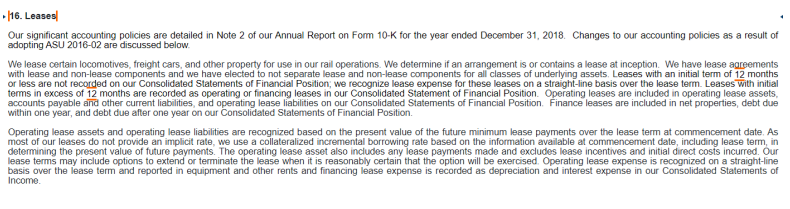 16. Leases
Our significant accounting policies are detailed in Note 2 of our Annual Report on Form 10-K for the year ended December 31, 2018. Changes to our accounting policies as a result of
adopting ASU 2016-02 are discussed below.
We lease certain locomotives, freight cars, and other property for use in our rail operations. We determine if an arrangement is or contains a lease at inception. We have lease agreements
with lease and non-lease components and we have elected to not separate lease and non-lease components for all classes of underlying assets. Leases with an initial term of 12 months
or less are not recorded on our Consolidated Statements of Financial Position; we recognize lease expense for these leases on a straight-line basis over the lease term. Leases with initial
terms in excess of 12 months are recorded as operating or financing leases in our Consolidated Statement of Financial Position. Operating leases are included in operating lease assets,
accounts payable and other current liabilities, and operating lease liabilities on our Consolidated Statements of Financial Position. Finance leases are included in net properties, debt due
within one year, and debt due after one year on our Consolidated Statements of Financial Position.
Operating lease assets and operating lease liabilities are recognized based on the present value of the future minimum lease payments over the lease term at commencement date. As
most of our leases do not provide an implicit rate, we use a collateralized incremental borrowing rate based on the information available at commencement date, including lease term, in
determining the present value of future payments. The operating lease asset also includes any lease payments made and excludes lease incentives and initial direct costs incurred. Our
lease terms may include options to extend or terminate the lease when it is reasonably certain that the option will be exercised. Operating lease expense is recognized on a straight-line
basis over the lease term and reported in equipment and other rents and financing lease expense is recorded as depreciation and interest expense in our Consolidated Statements of
Income.